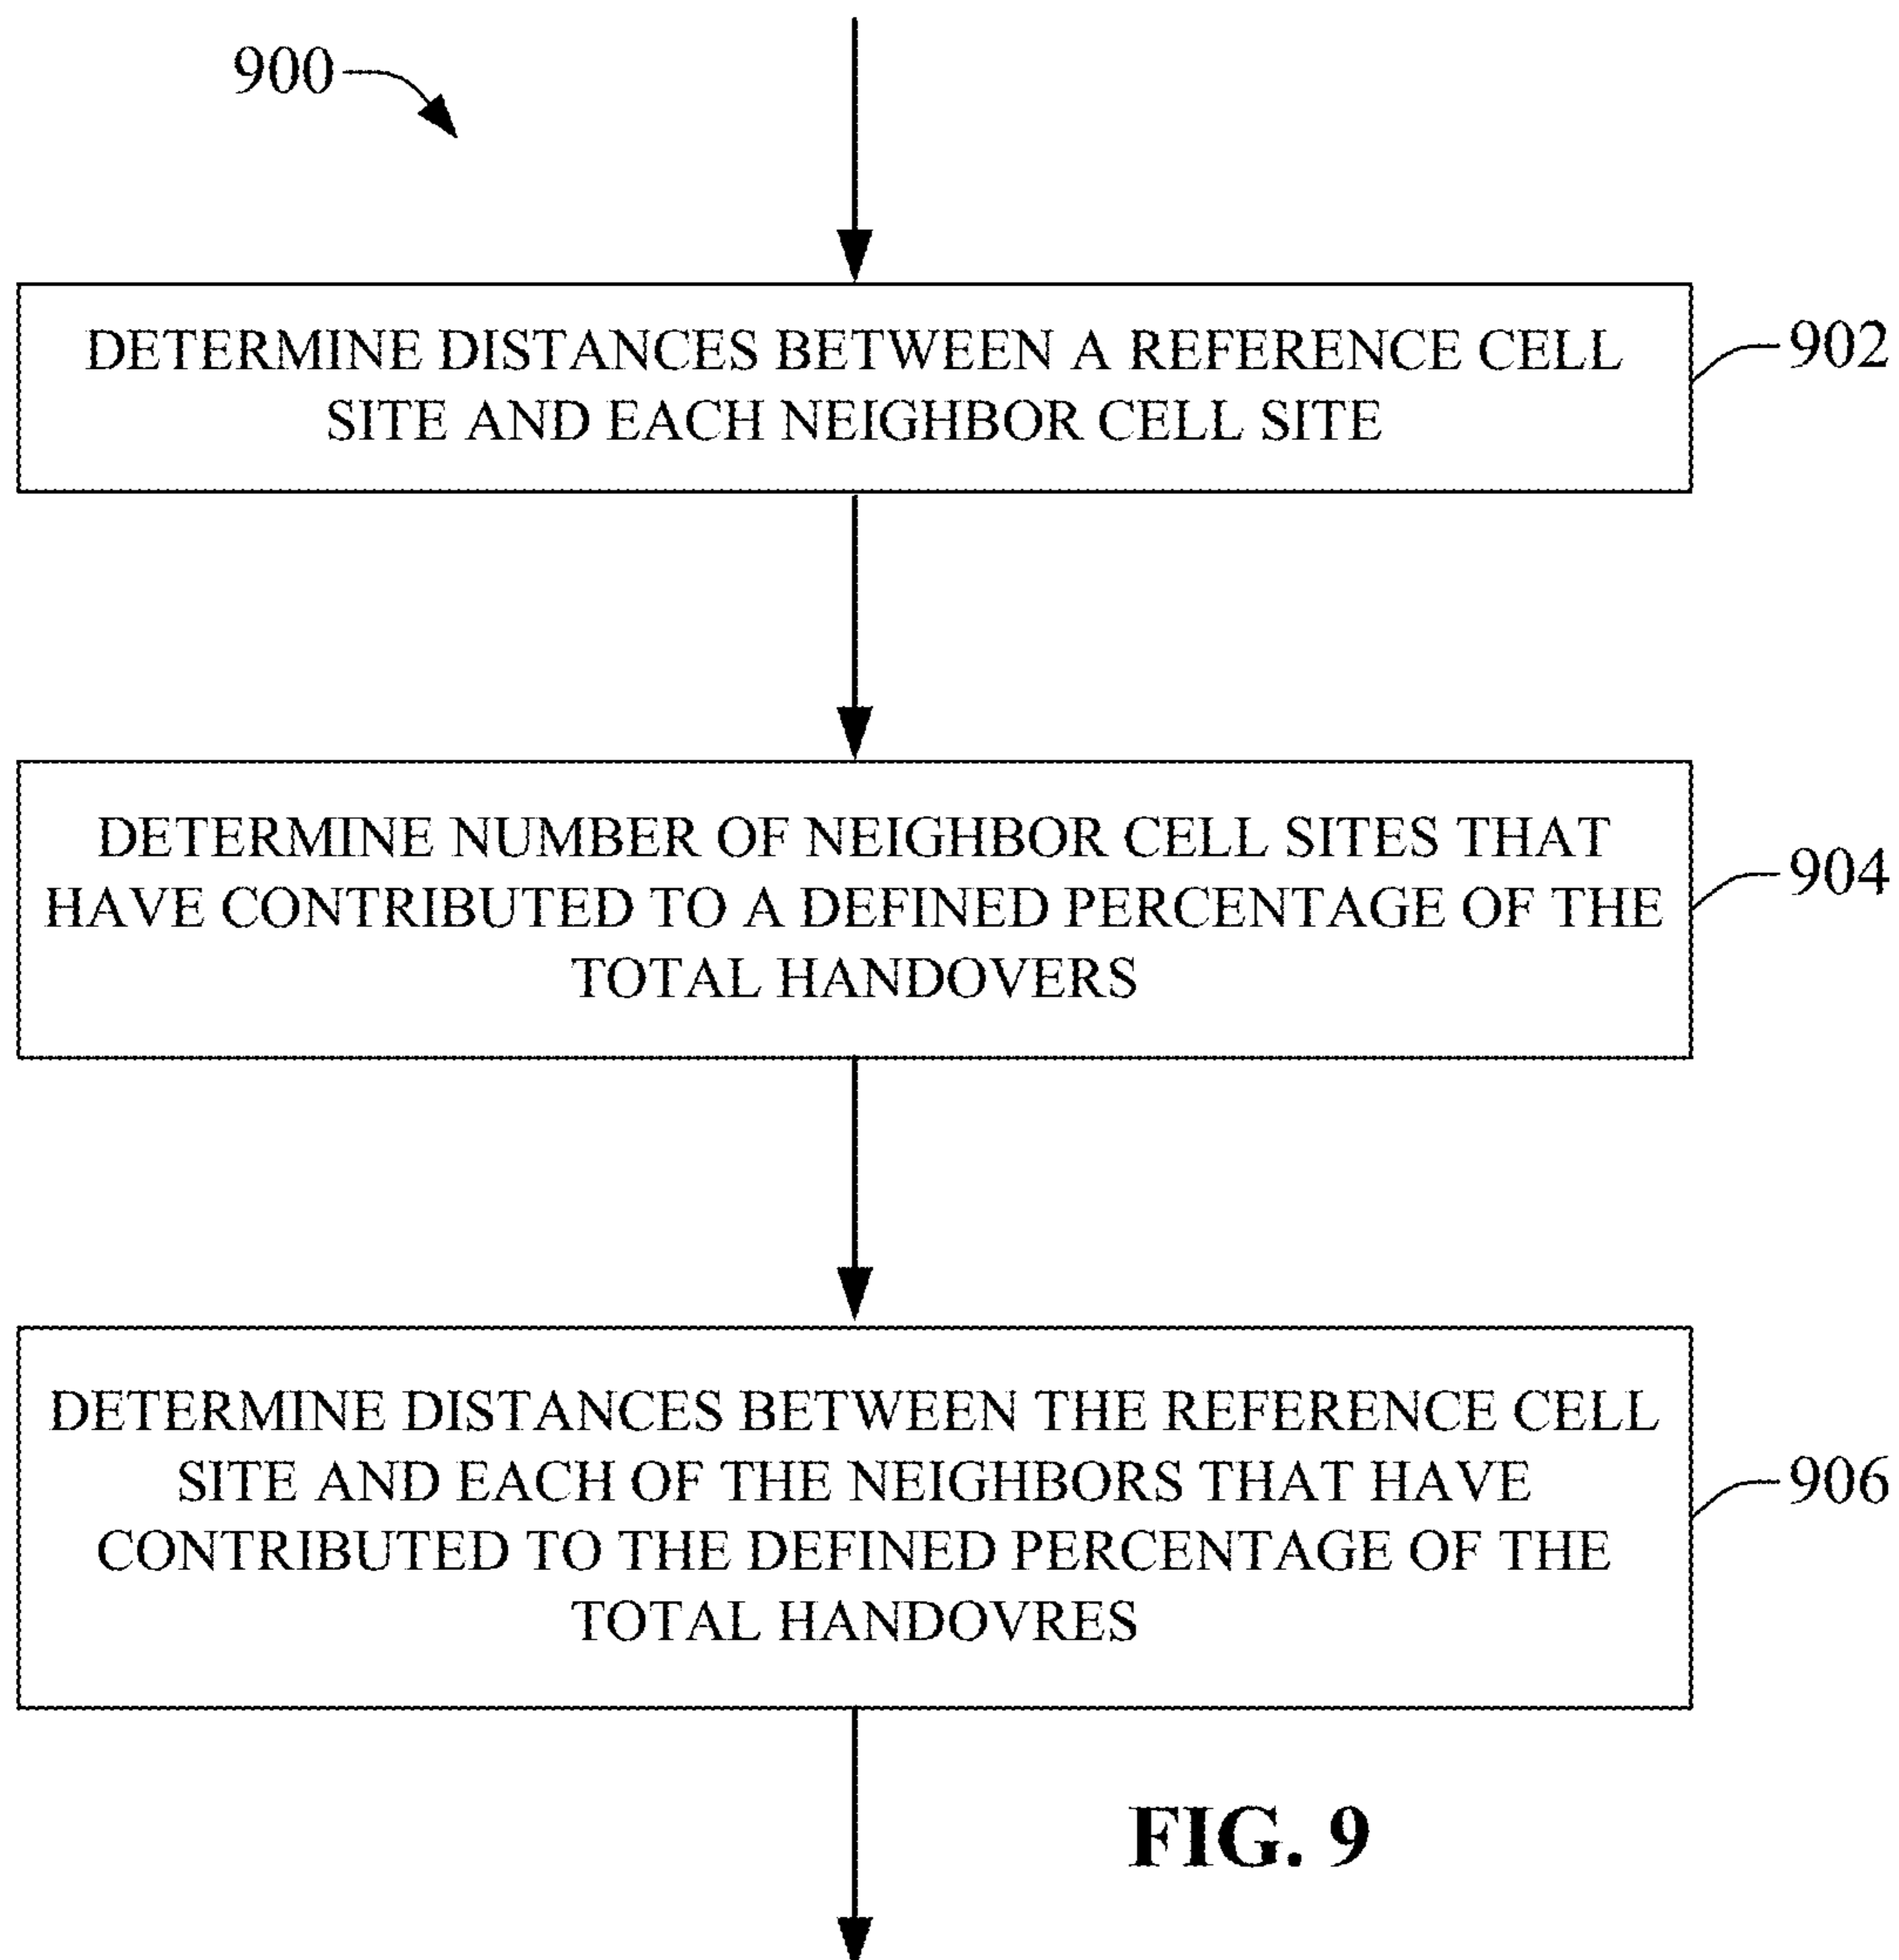 900
DETERMINE DISTANCES BETWEEN A REFERENCE CELL
SITE AND EACH NEIGHBOR CELL SITE
902
DETERMINE NUMBER OF NEIGHBOR CELL SITES THAT
HAVE CONTRIBUTED TO A DEFINED PERCENTAGE OF THE
TOTAL HANDOVERS
904
DETERMINE DISTANCES BETWEEN THE REFERENCE CELL
SITE AND EACH OF THE NEIGHBORS THAT HAVE
CONTRIBUTED TO THE DEFINED PERCENTAGE OF THE
TOTAL HANDOVRES
906
FIG. 9